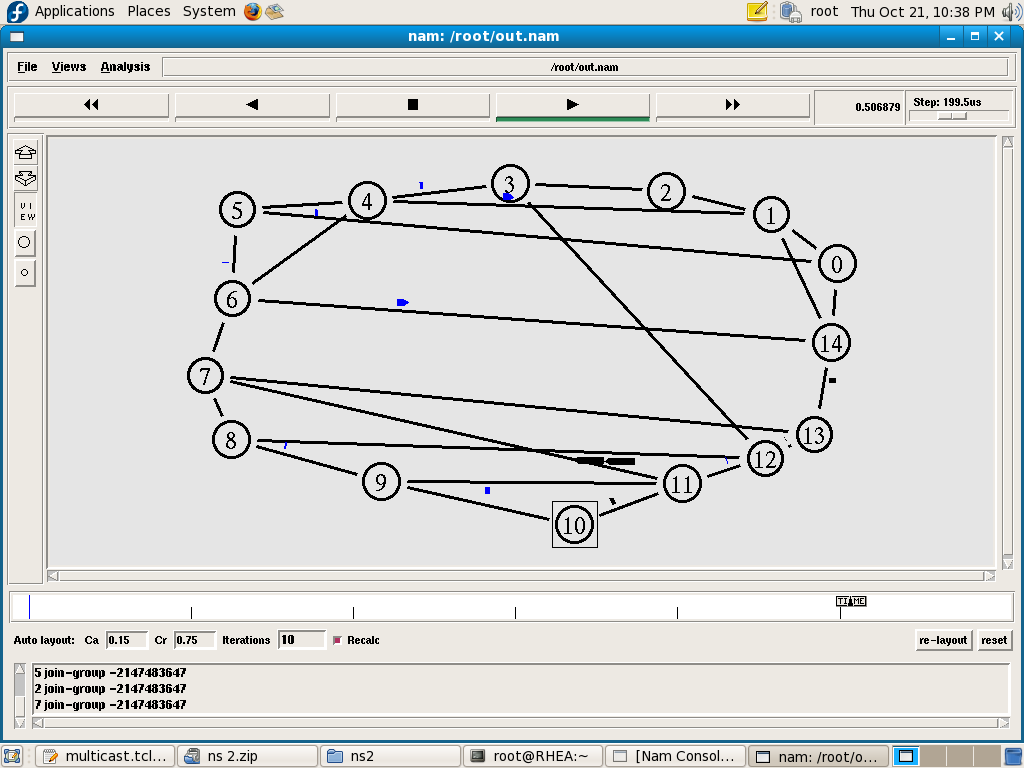 Applications Places System root Thu Oct 21, 10:38 PM
nam: /root/out.nam
File Views Analysis /root/out.nam
0.506879 Step: 199.5us
V I
E W
3
2
4
5
1
0
6
14
7
13
8
12
9
11
10
TIME
Auto layout: Ca 0.15 Cr 0.75 Iterations 10 Recalc re-layout reset
5 join-group -2147483647
2 join-group -2147483647
7 join-group -2147483647
multicast.tcl... ns 2.zip ns2 root@RHEA:~ [Nam Consol... nam: /root/o...